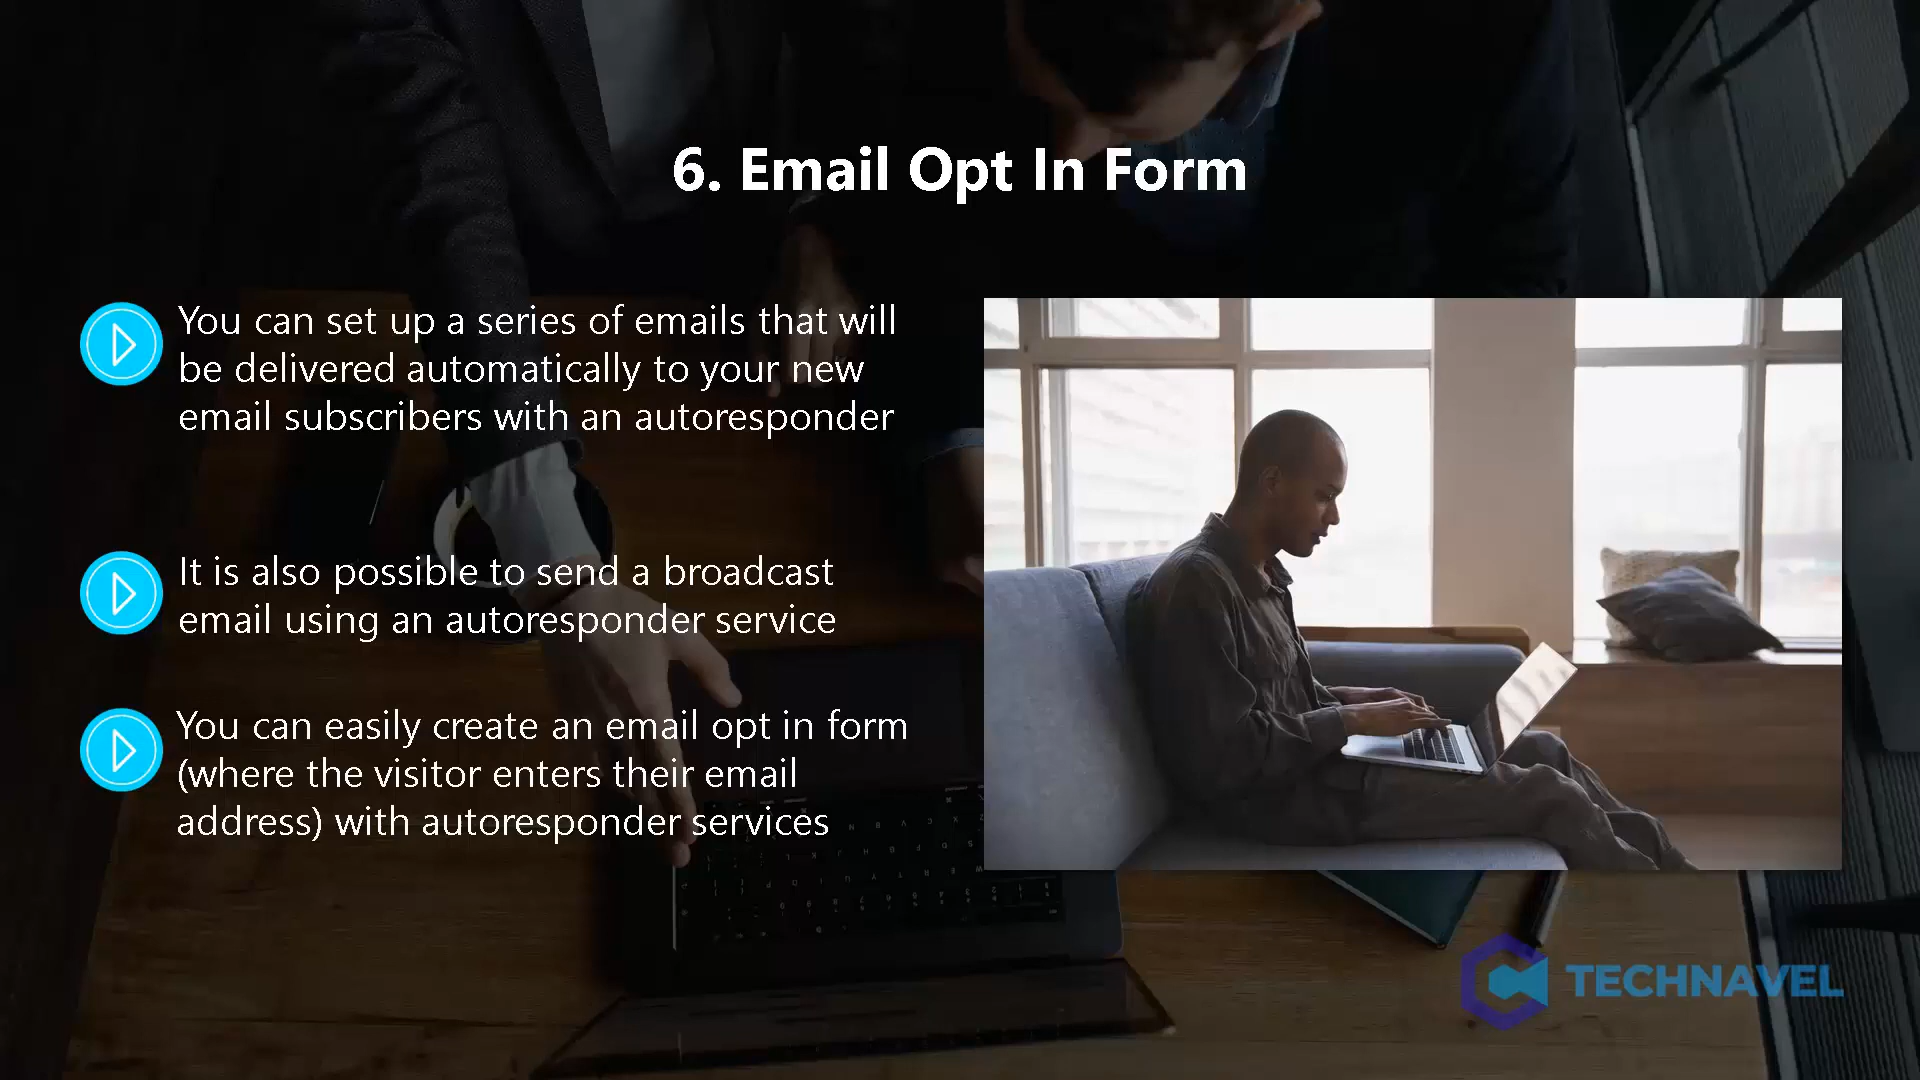 6. Email Opt In Form
You can set up a series of emails that will
be delivered automatically to your new
email subscribers with an autoresponder
It is also possible to send a broadcast
email using an autoresponder service
You can easily create an email opt in form
(where the visitor enters their email
address) with autoresponder services
TECHNAVEL